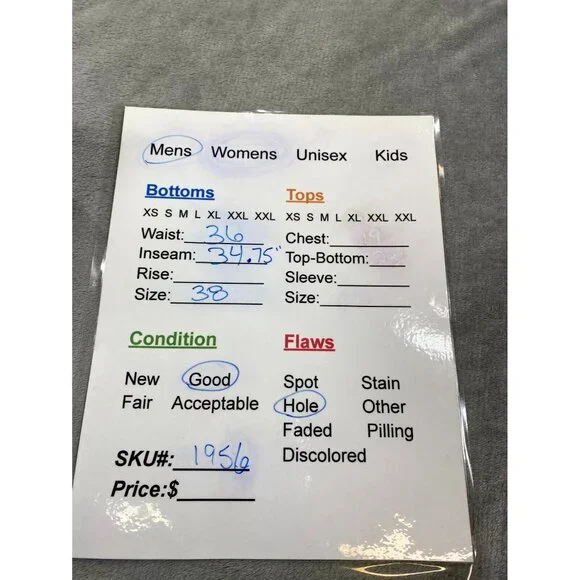 Mens Womens Unisex Kids
Bottoms Tops
XS S M L XL XXL XXL XS S M L XL XXL XXL
Waist: 36 Chest:
Inseam: 34.75" Top-Bottom:
Rise: Sleeve:
Size: 38 Size:
Condition Flaws
New Good Spot Stain
Fair Acceptable Hole Other
Faded Pilling
SKU#: 1956 Discolored
Price:$